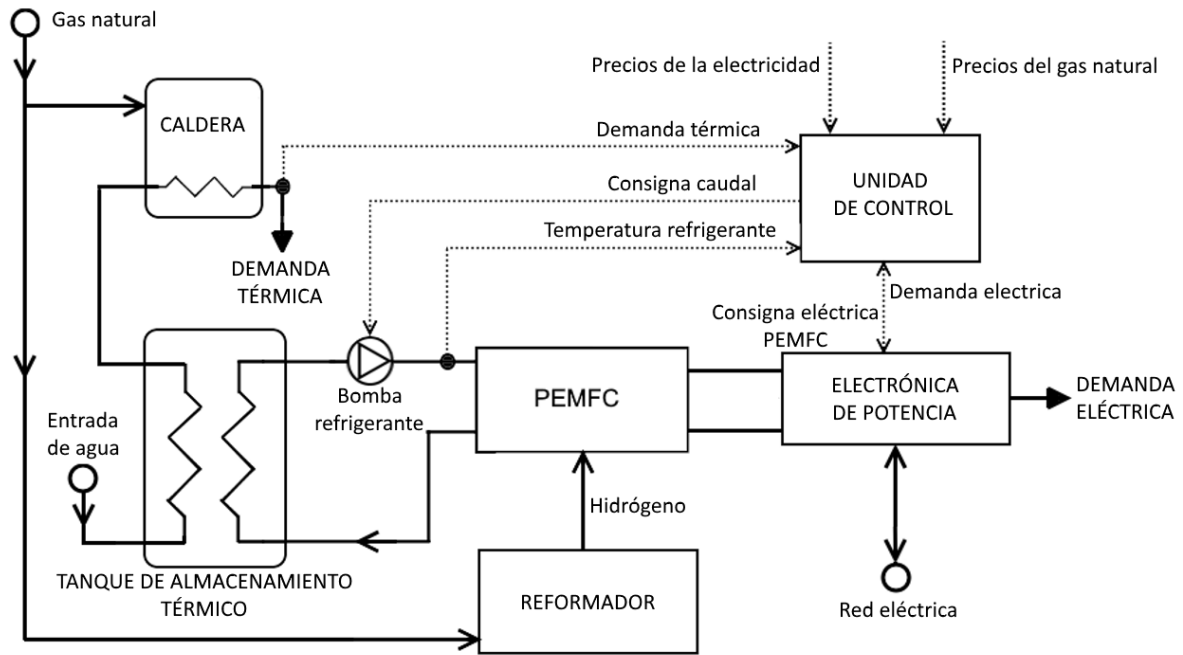 Gas natural
Precios de la electricidad
Precios del gas natural
CALDERA
Demanda térmica
Consigna caudal
UNIDAD
DE CONTROL
Temperatura refrigerante
DEMANDA
TÉRMICA
Demanda electrica
Consigna eléctrica
PEMFC
Bomba
refrigerante
PEMFC
ELECTRÓNICA
DE POTENCIA
DEMANDA
ELÉCTRICA
Entrada
de agua
Hidrógeno
TANQUE DE ALMACENAMIENTO
TÉRMICO
REFORMADOR
Red eléctrica